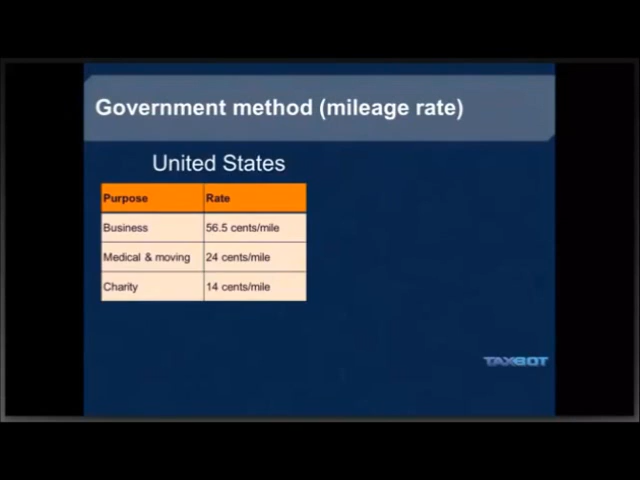 Government method (mileage rate)
United States
Purpose Rate
Business 56.5 cents/mile
Medical & moving 24 cents/mile
Charity 14 cents/mile
TAXBOT